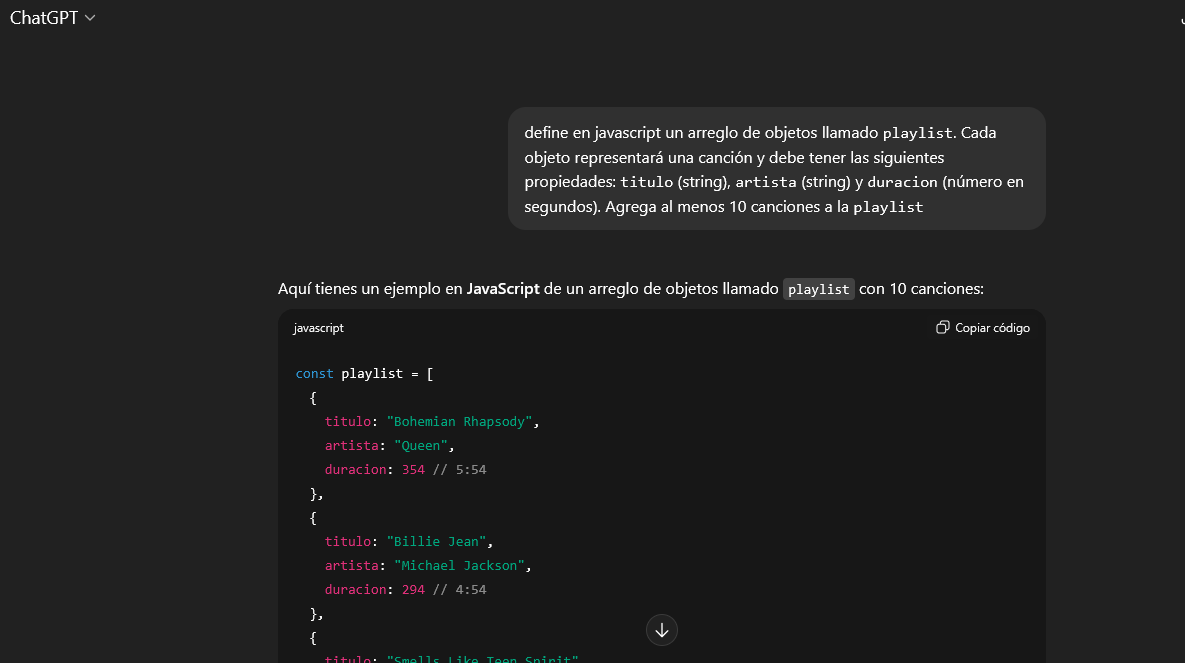 ChatGPT
define en javascript un arreglo de objetos llamado playlist. Cada
objeto representará una canción y debe tener las siguientes
propiedades: titulo (string), artista (string) y duracion (número en
segundos). Agrega al menos 10 canciones a la playlist
Aquí tienes un ejemplo en JavaScript de un arreglo de objetos llamado playlist con 10 canciones:
javascript
Copiar código
const playlist = [
{
titulo: "Bohemian Rhapsody",
artista: "Queen",
duracion: 354 // 5:54
},
{
titulo: "Billie Jean",
artista: "Michael Jackson",
duracion: 294 // 4:54
},
{
titulo: "Smells Like Teen Spirit"